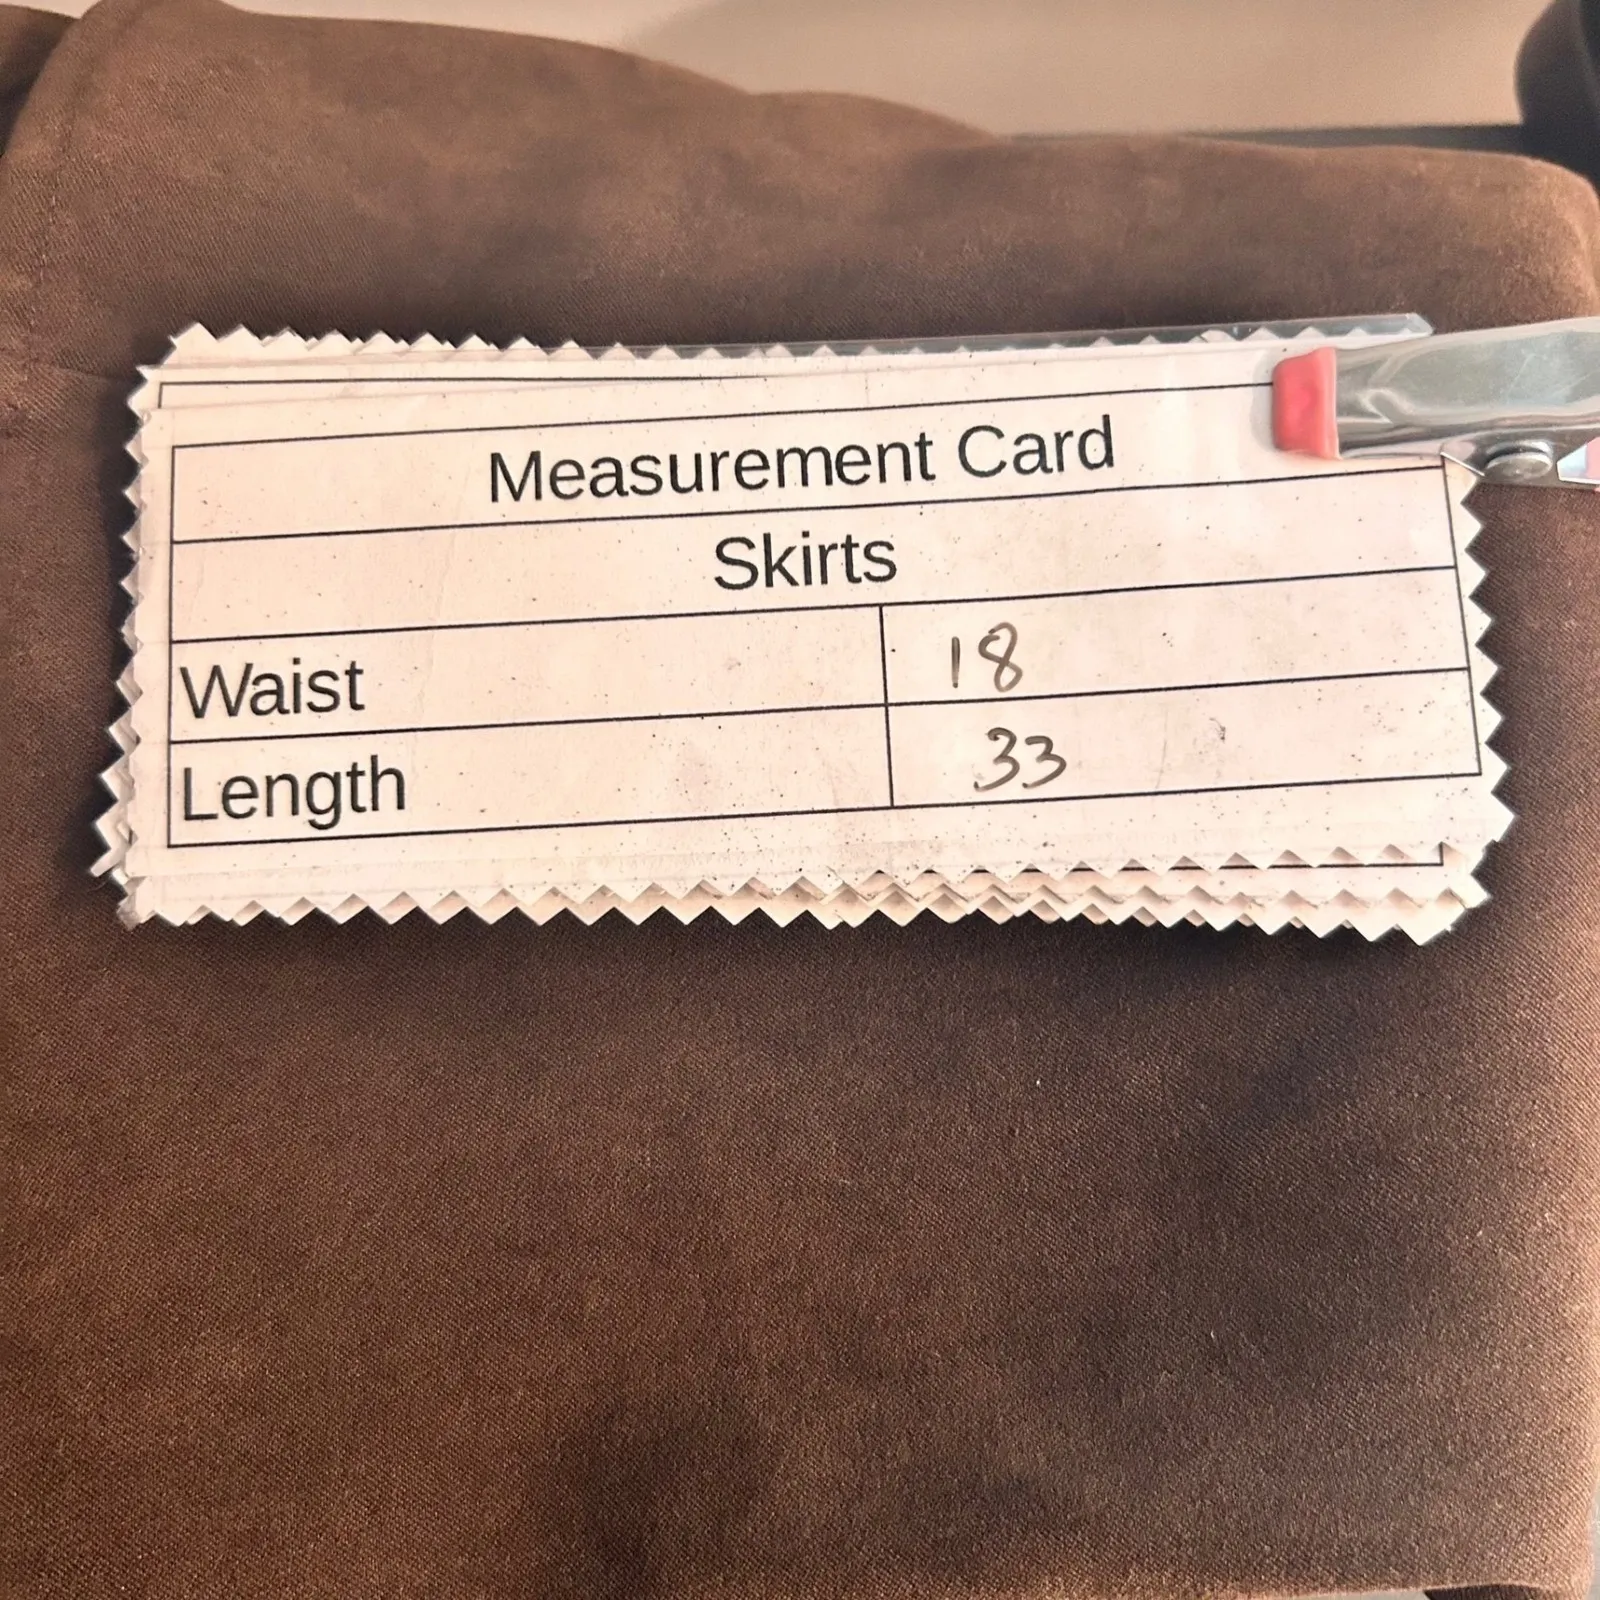 Measurement Card
Skirts
Waist 18
Length 33